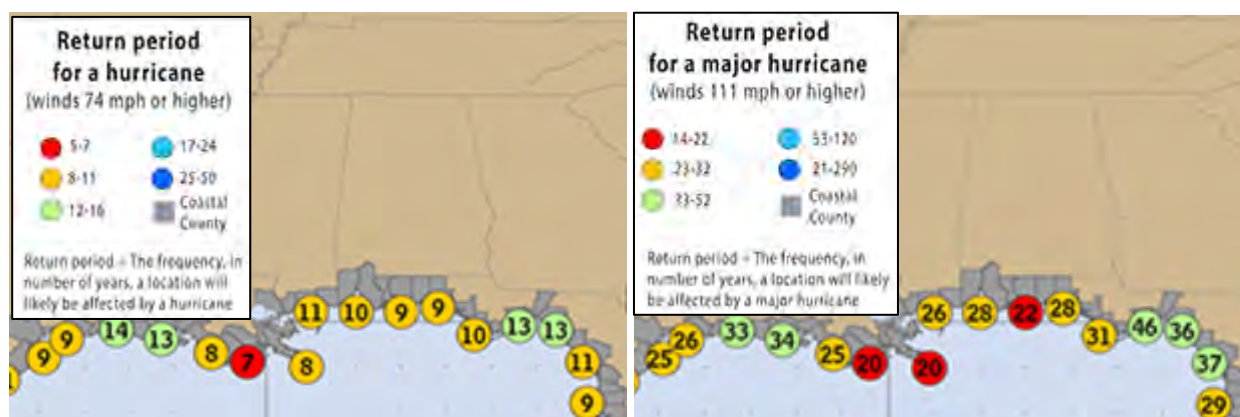 Return period
for a hurricane
(winds 74 mph or higher)
5-7
8-11
12-16
17-24
25-50
Coastal
County
Return period = The frequency, in
number of years, a location will
likely be affected by a hurricane
9
9
14
13
8
7
8
11
10
9
9
10
13
13
11
9
Return period
for a major hurricane
(winds 111 mph or higher)
14-22
23-32
33-52
53-120
21-290
Coastal
County
Return period = The frequency, in
number of years, a location will likely
be affected by a major hurricane
25
26
33
34
25
20
20
26
28
22
28
31
46
36
37
29